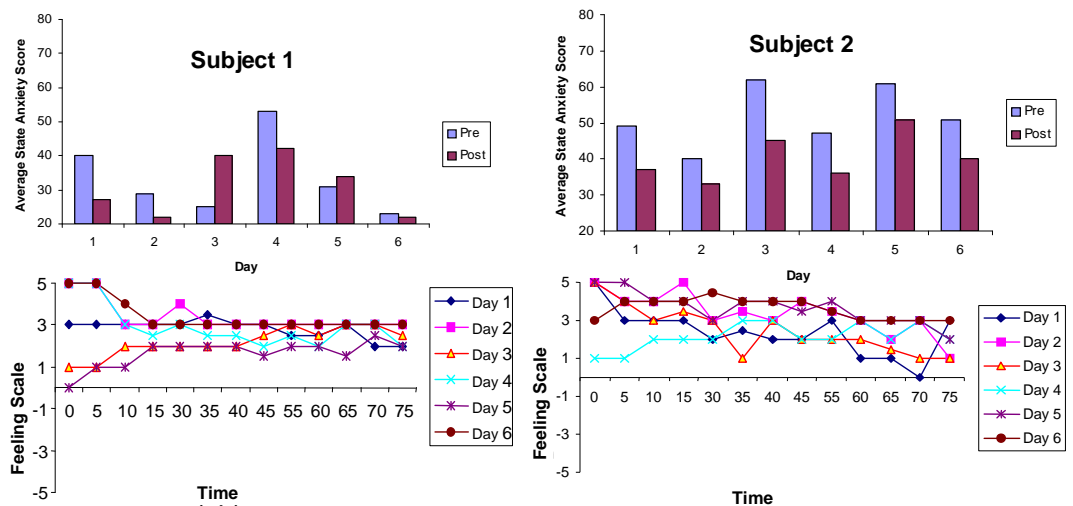 Subject 1
Average State Anxiety Score
80
70
60
50
40
30
20
1 2 3 4 5 6
Day
Pre
Post
Subject 2
Average State Anxiety Score
80
70
60
50
40
30
20
1 2 3 4 5 6
Day
Pre
Post
Feeling Scale
5
3
1
-1
-3
-5
0 5 10 15 30 35 40 45 55 60 65 70 75
Time
Day 1
Day 2
Day 3
Day 4
Day 5
Day 6
Feeling Scale
5
3
1
-1
-3
-5
0 5 10 15 30 35 40 45 55 60 65 70 75
Time
Day 1
Day 2
Day 3
Day 4
Day 5
Day 6